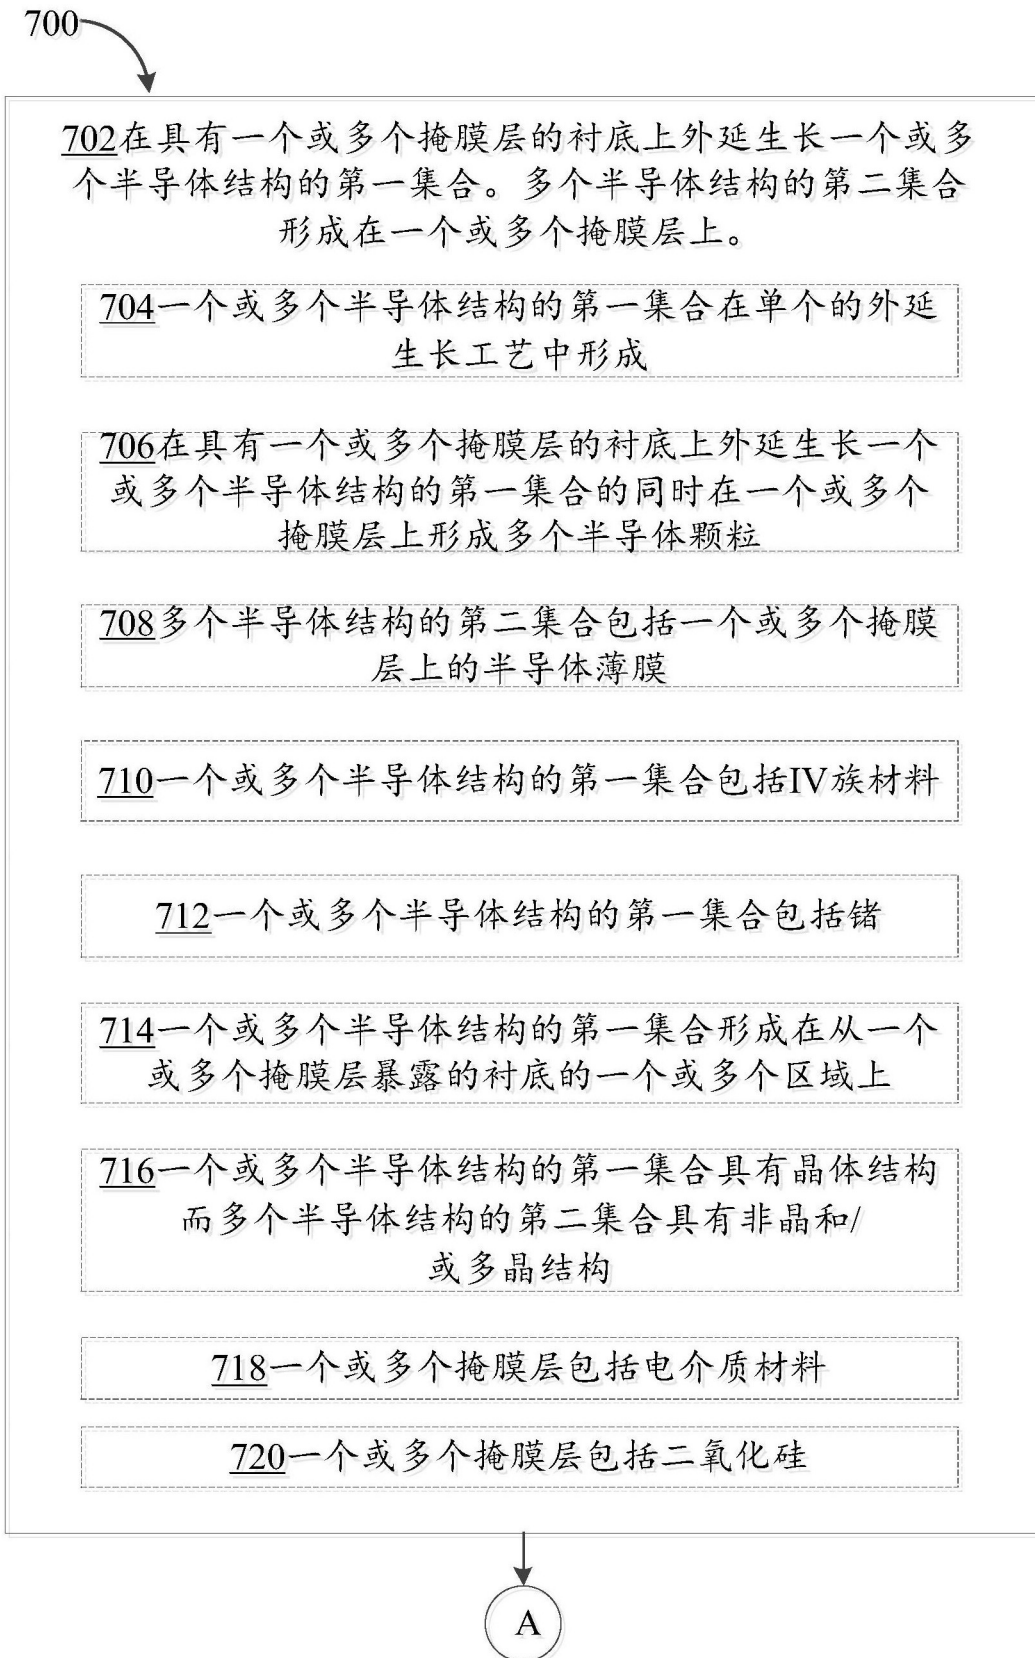 700
702在具有一个或多个掩膜层的衬底上外延生长一个或多
个半导体结构的第一集合。多个半导体结构的第二集合
形成在一个或多个掩膜层上。
704一个或多个半导体结构的第一集合在单个的外延
生长工艺中形成
706在具有一个或多个掩膜层的衬底上外延生长一个
或多个半导体结构的第一集合的同时在一个或多个
掩膜层上形成多个半导体颗粒
708多个半导体结构的第二集合包括一个或多个掩膜
层上的半导体薄膜
710一个或多个半导体结构的第一集合包括IV族材料
712一个或多个半导体结构的第一集合包括锗
714一个或多个半导体结构的第一集合形成在从一个
或多个掩膜层暴露的衬底的一个或多个区域上
716一个或多个半导体结构的第一集合具有晶体结构
而多个半导体结构的第二集合具有非晶和/
或多晶结构
718一个或多个掩膜层包括电介质材料
720一个或多个掩膜层包括二氧化硅
A